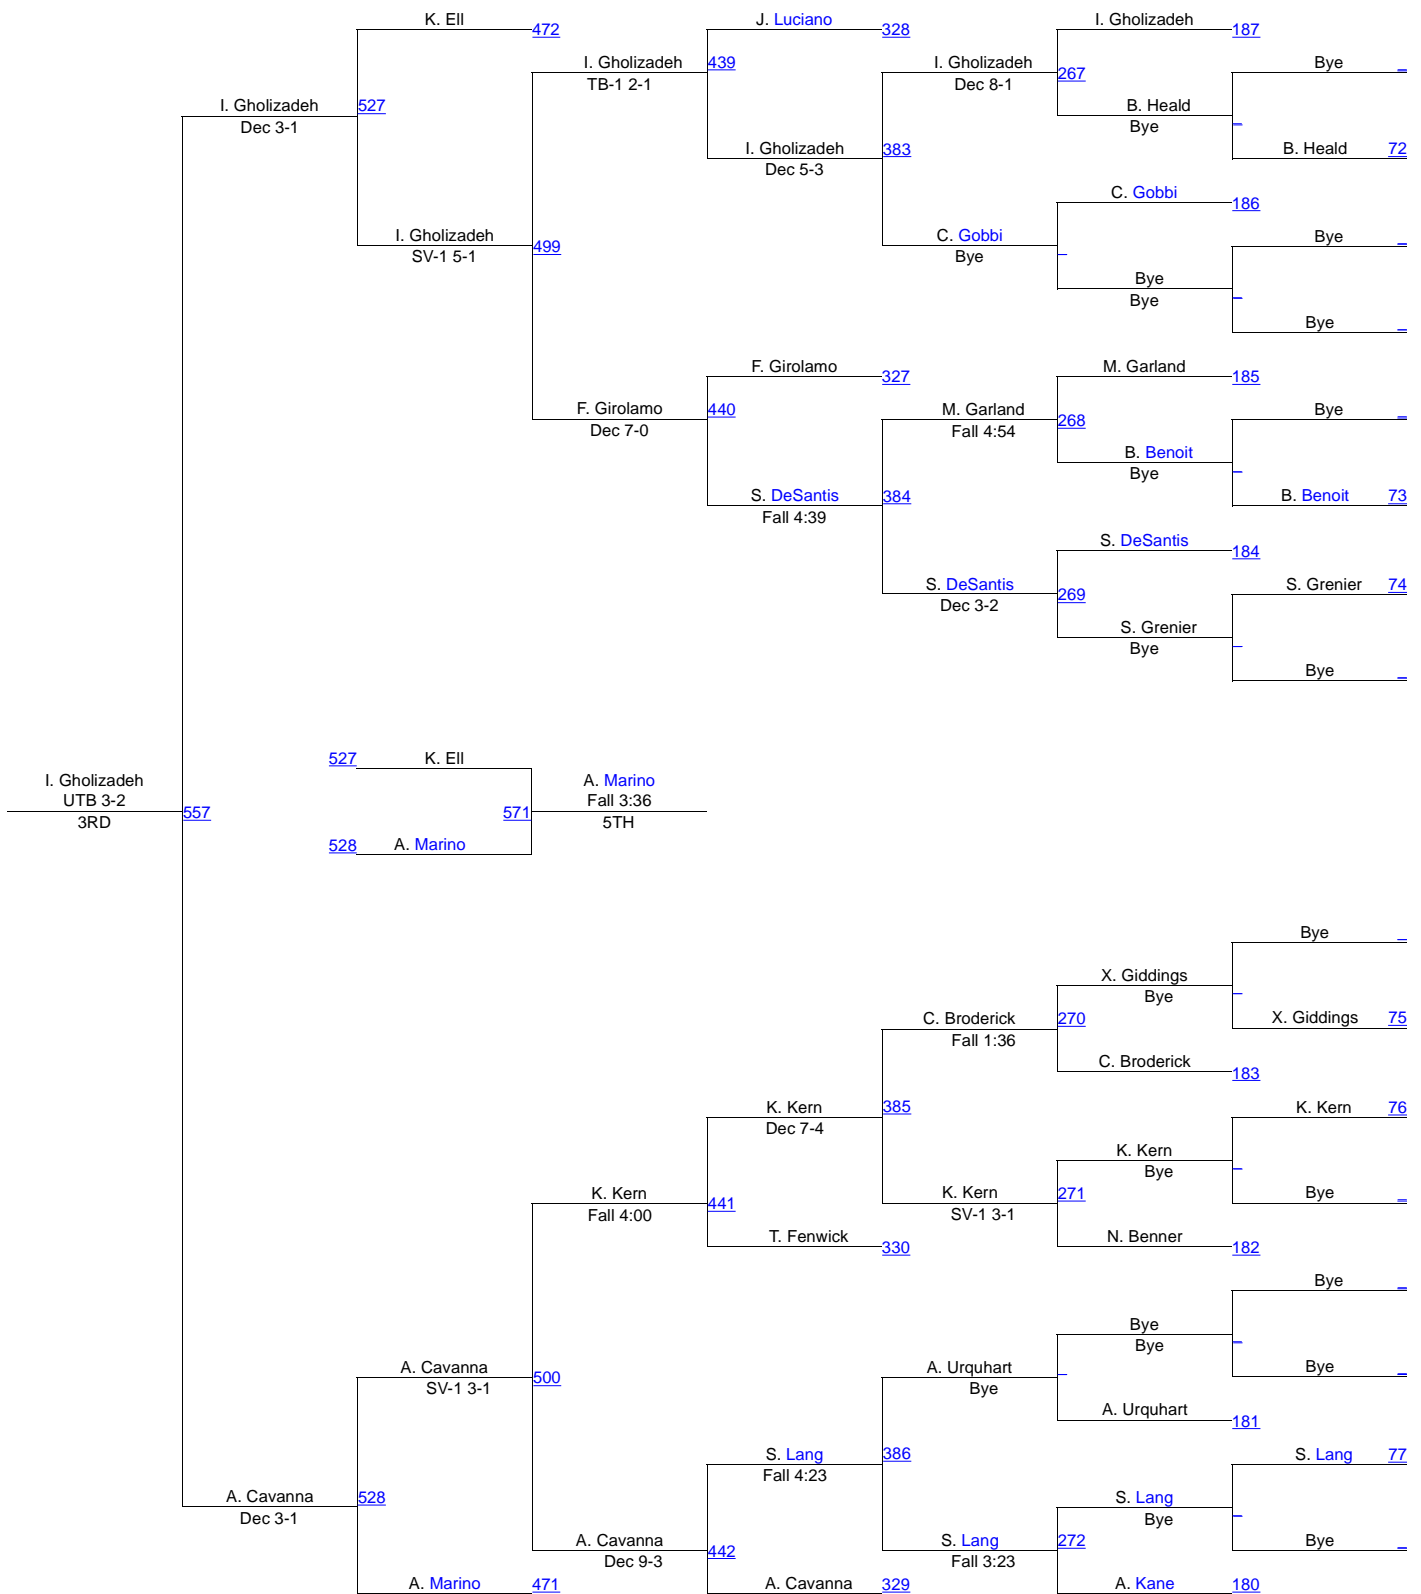 K. Ell
472
J. Luciano
328
I. Gholizadeh
187
I. Gholizadeh
439
TB-1 2-1
I. Gholizadeh
267
Dec 8-1
Bye
I. Gholizadeh
527
Dec 3-1
B. Heald
Bye
I. Gholizadeh
383
Dec 5-3
B. Heald
72
C. Gobbi
186
I. Gholizadeh
499
SV-1 5-1
C. Gobbi
Bye
Bye
Bye
Bye
Bye
F. Girolamo
327
M. Garland
185
F. Girolamo
440
Dec 7-0
M. Garland
268
Fall 4:54
Bye
B. Benoit
Bye
S. DeSantis
384
Fall 4:39
B. Benoit
73
S. DeSantis
184
S. DeSantis
269
Dec 3-2
S. Grenier
74
S. Grenier
Bye
Bye
527
K. Ell
I. Gholizadeh
UTB 3-2
557
3RD
571
A. Marino
Fall 3:36
5TH
528
A. Marino
Bye
X. Giddings
Bye
C. Broderick
270
Fall 1:36
X. Giddings
75
C. Broderick
183
K. Kern
385
Dec 7-4
K. Kern
76
K. Kern
Bye
K. Kern
441
Fall 4:00
K. Kern
271
SV-1 3-1
Bye
T. Fenwick
330
N. Benner
182
Bye
Bye
Bye
A. Cavanna
500
SV-1 3-1
A. Urquhart
Bye
Bye
A. Urquhart
181
S. Lang
386
Fall 4:23
S. Lang
77
A. Cavanna
528
Dec 3-1
S. Lang
Bye
A. Cavanna
442
Dec 9-3
S. Lang
272
Fall 3:23
Bye
A. Marino
471
A. Cavanna
329
A. Kane
180